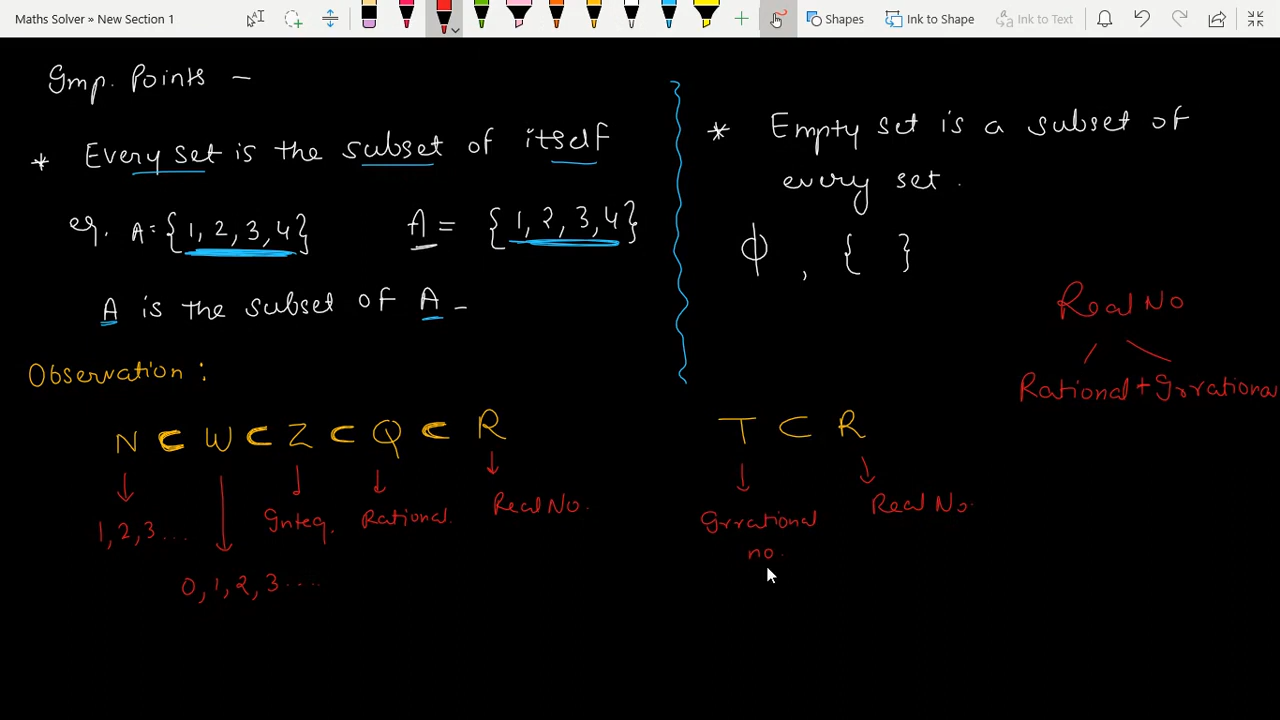 Maths Solver » New Section 1
Shapes
Ink to Shape
Ink to Text
Imp. Points -
* Every set is the subset of itself
eg. A = {1, 2, 3, 4} A = {1, 2, 3, 4}
A is the subset of A -
* Empty set is a subset of
every set.
ϕ , { }
Real No
Rational + Irrational
Observation :
N ⊂ W ⊂ Z ⊂ Q ⊂ R
1, 2, 3 ...
0, 1, 2, 3 ....
Integ.
Rational.
Real No.
T ⊂ R
Irrational
no.
Real No.